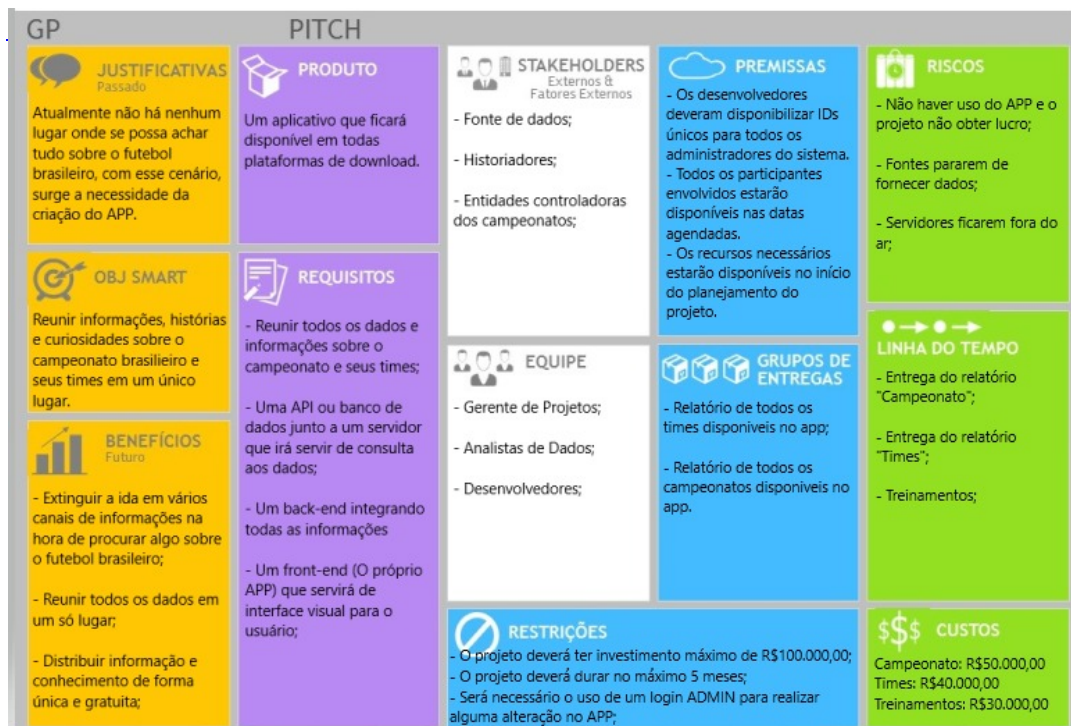 GP
PITCH
JUSTIFICATIVAS
Passado
Atualmente não há nenhum
lugar onde se possa achar
tudo sobre o futebol
brasileiro, com esse cenário,
surge a necessidade da
criação do APP.
OBJ SMART
Reunir informações, histórias
e curiosidades sobre o
campeonato brasilieiro e
seus times em um único
lugar.
BENEFÍCIOS
Futuro
- Extinguir a ida em vários
canais de informações na
hora de procurar algo sobre
o futebol brasileiro;
- Reunir todos os dados em
um só lugar;
- Distribuir informação e
conhecimento de forma
única e gratuita;
PRODUTO
Um aplicativo que ficará
disponível em todas
plataformas de download.
REQUISITOS
- Reunir todos os dados e
informações sobre o
campeonato e seus times;
- Uma API ou banco de
dados junto a um servidor
que irá servir de consulta
aos dados;
- Um back-end integrando
todas as informações
- Um front-end (O próprio
APP) que servirá de
interface visual para o
usuário;
STAKEHOLDERS
Externos &
Fatores Externos
- Fonte de dados;
- Historiadores;
- Entidades controladoras
dos campeonatos;
EQUIPE
- Gerente de Projetos;
- Analistas de Dados;
- Desenvolvedores;
PREMISSAS
- Os desenvolvedores
deveram disponibilizar IDs
únicos para todos os
administradores do sistema.
- Todos os participantes
envolvidos estarão
disponíveis nas datas
agendadas.
- Os recursos necessários
estarão disponíveis no início
do planejamento do
projeto.
GRUPOS DE
ENTREGAS
- Relatório de todos os
times disponiveis no app;
- Relatório de todos os
campeonatos disponiveis no
app.
RESTRIÇÕES
- O projeto deverá ter investimento máximo de R$100.000,00;
- O projeto deverá durar no máximo 5 meses;
- Será necessário o uso de um login ADMIN para realizar
alguma alteração no APP;
RISCOS
- Não haver uso do APP e o
projeto não obter lucro;
- Fontes pararem de
fornecer dados;
- Servidores ficarem fora do
ar;
LINHA DO TEMPO
- Entrega do relatório
"Campeonato";
- Entrega do relatório
"Times";
- Treinamentos;
$$$ CUSTOS
Campeonato: R$50.000,00
Times: R$40.000,00
Treinamentos: R$30.000,00